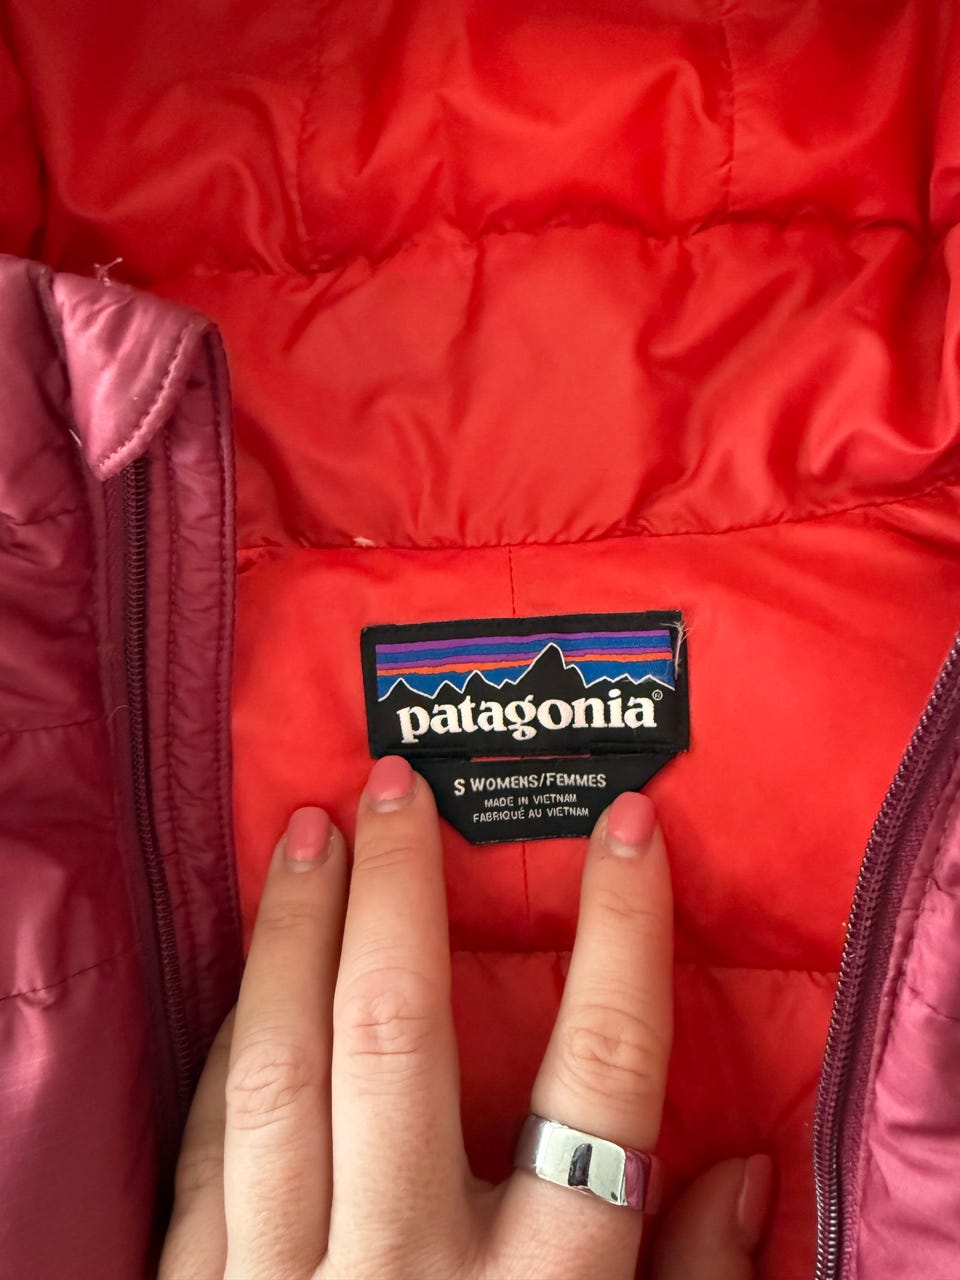 patagonia®
S WOMENS/FEMMES
MADE IN VIETNAM
FABRIQUÉ AU VIETNAM